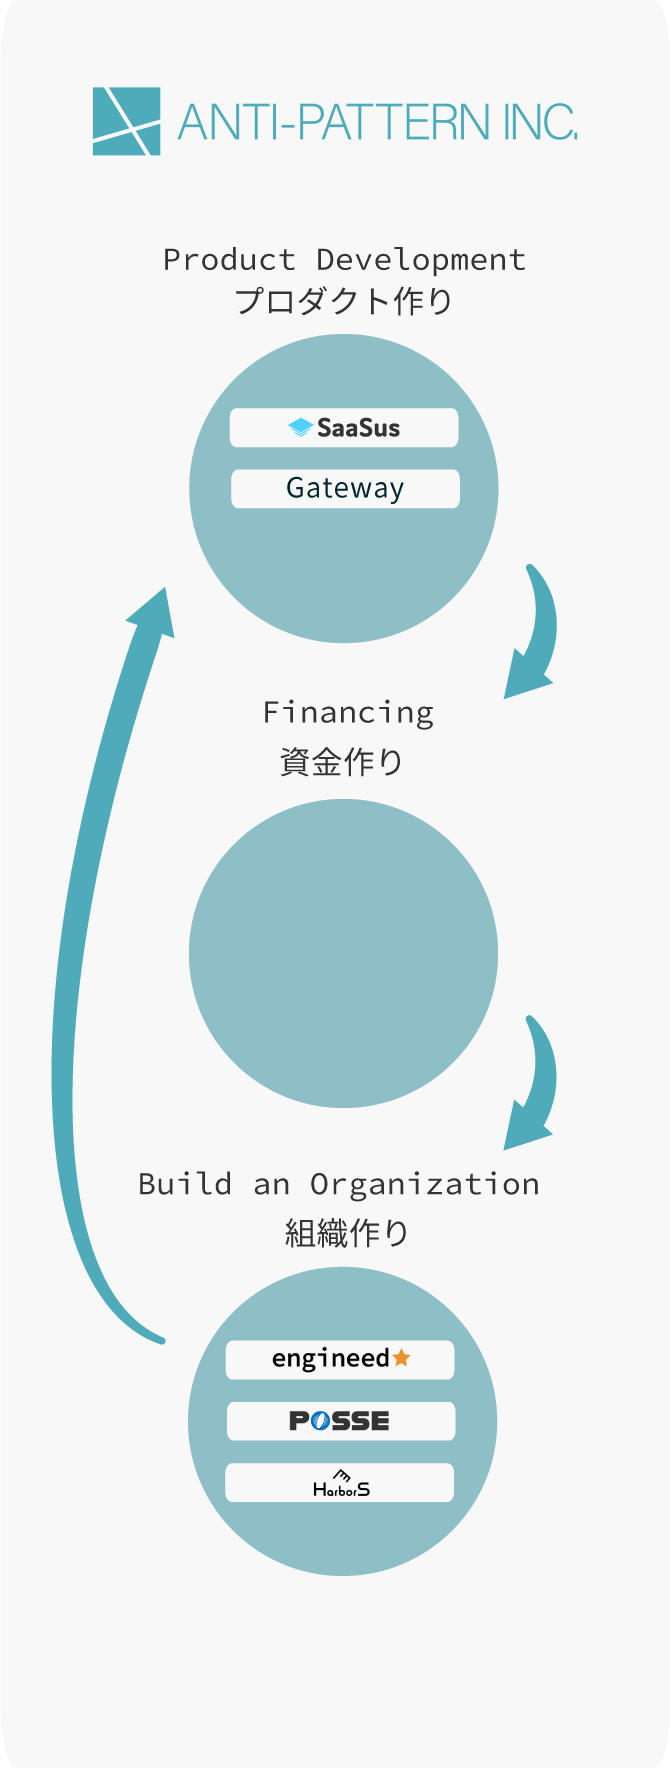 ANTI-PATTERN INC.
Product Development
プロダクト作り
SaaSus
Gateway
Financing
資金作り
Build an Organization
組織作り
engineed
POSSE
HarborS